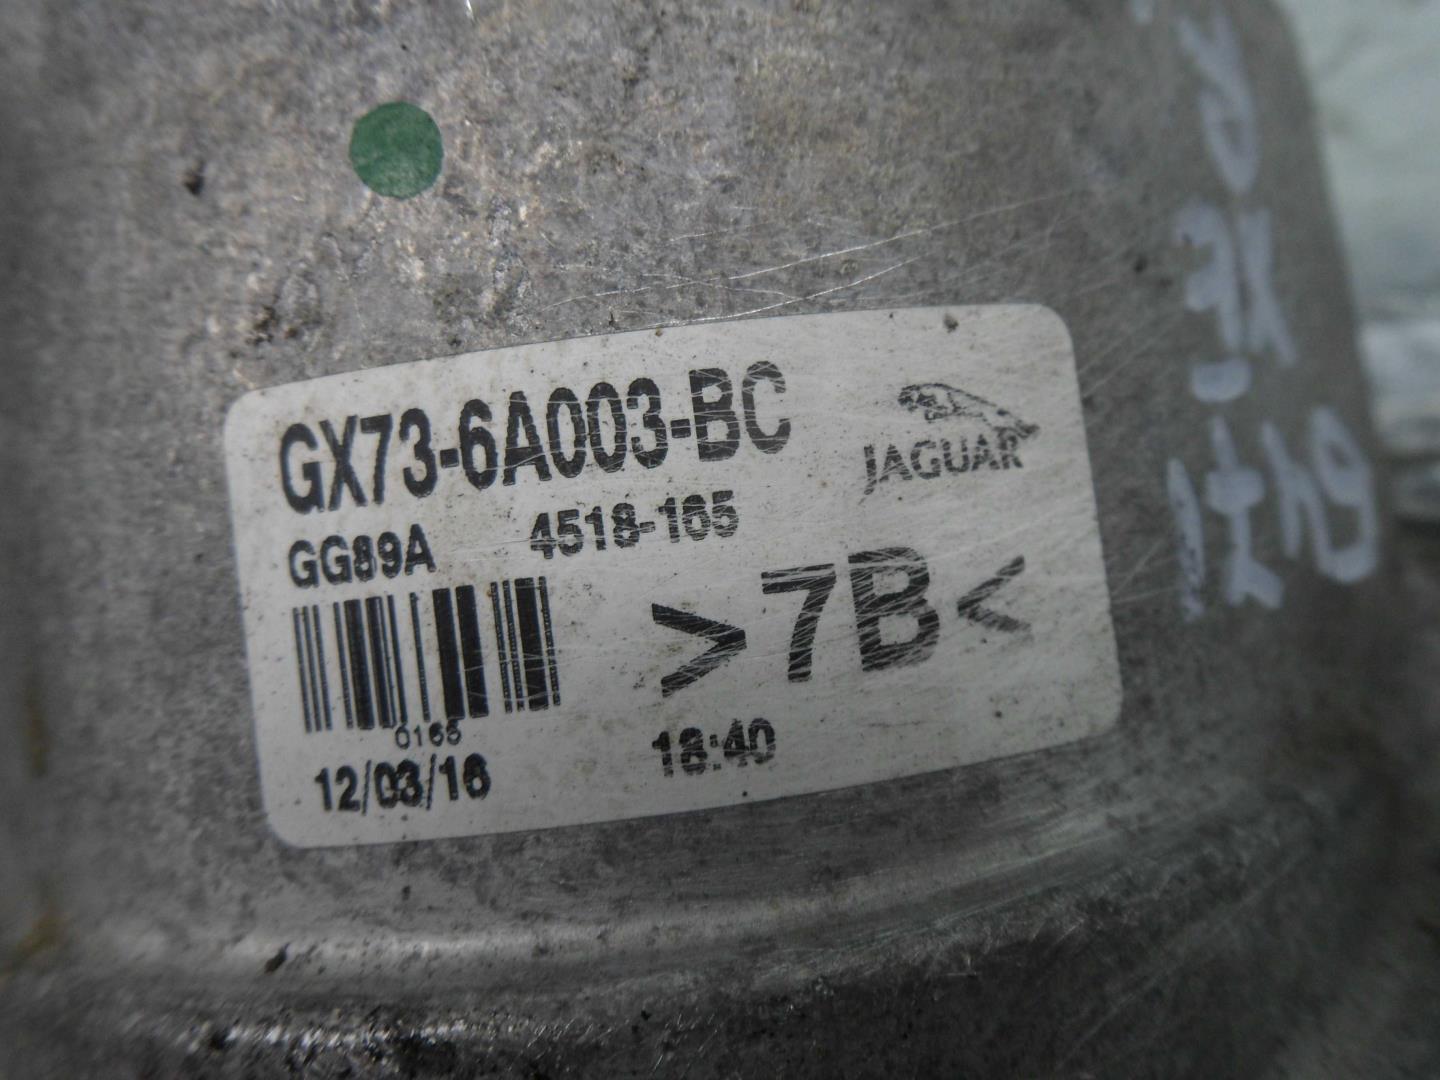 GX73-6A003-BC
JAGUAR
GG89A 4518-165
>7B<
0165
12/03/16 18:40